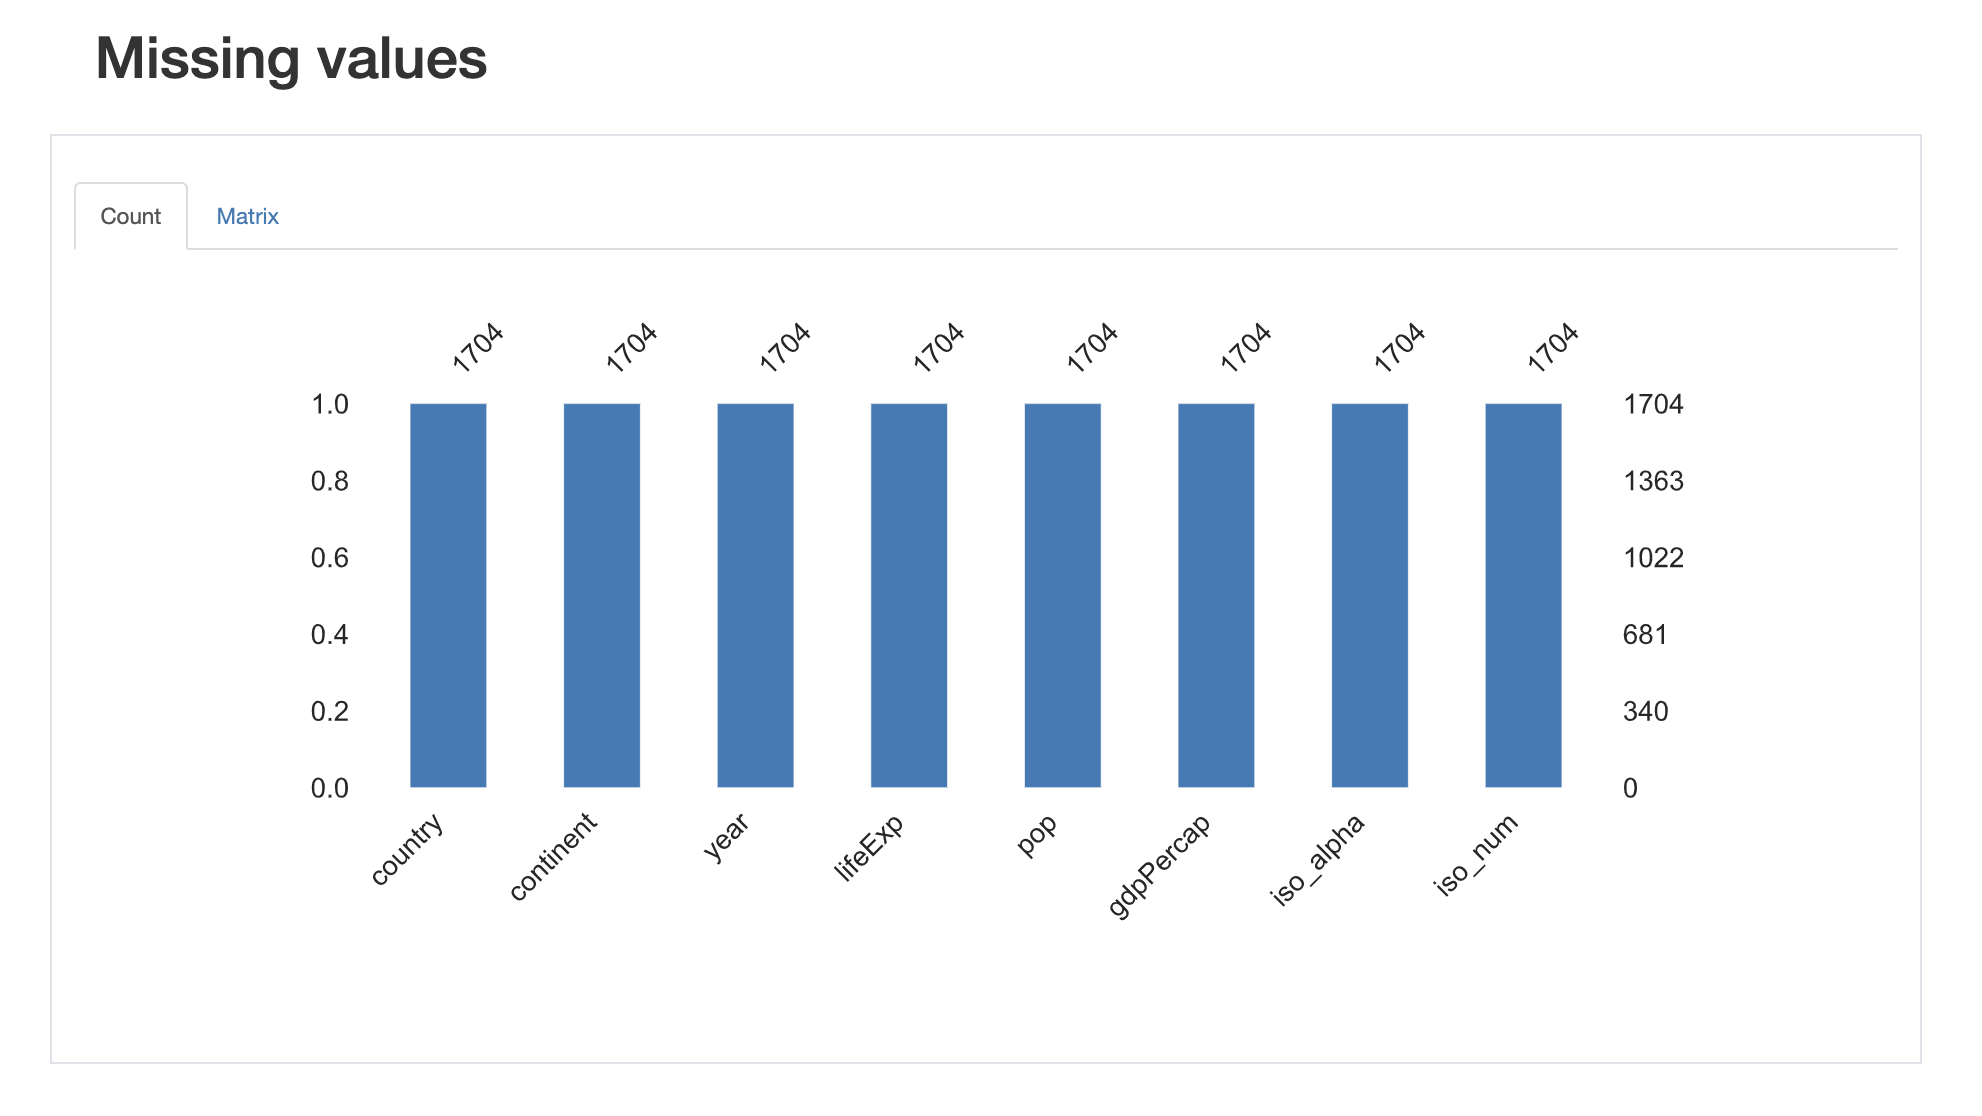 Missing values
Count Matrix
1704 1704 1704 1704 1704 1704 1704 1704
1.0 1704
0.8 1363
0.6 1022
0.4 681
0.2 340
0.0 0
country continent year lifeExp pop gdpPercap iso_alpha iso_num